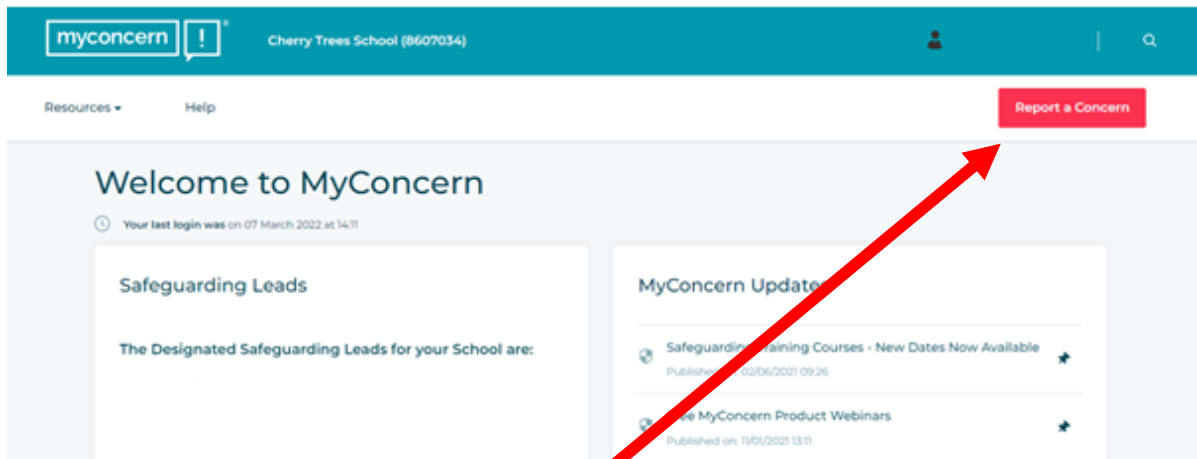 myconcern !
Cherry Trees School (8607034)
Resources
Help
Report a Concern
Welcome to MyConcern
Your last login was on 07 March 2022 at 14:11
Safeguarding Leads
The Designated Safeguarding Leads for your School are:
MyConcern Updates
Safeguarding Training Courses - New Dates Now Available
Published on: 02/06/2021 09:26
MyConcern Product Webinars
Published on: 11/01/2021 13:11